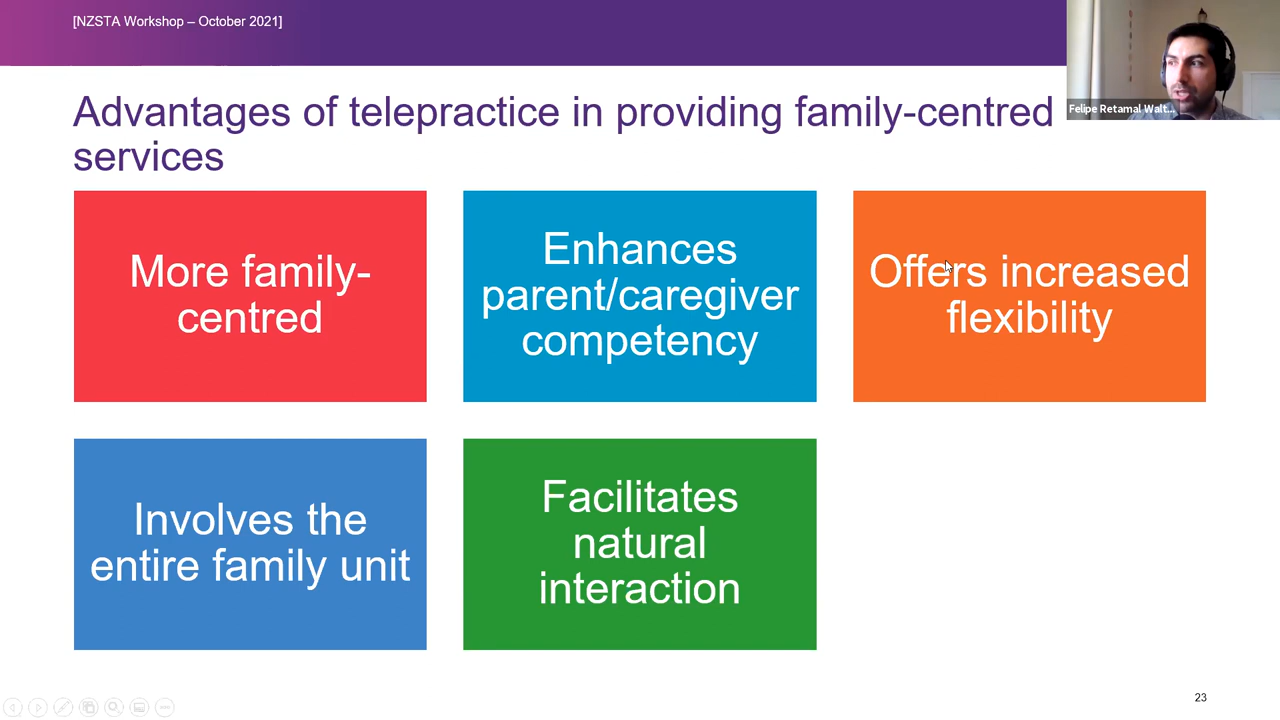 [NZSTA Workshop – October 2021]
Felipe Retamal Walt...
Advantages of telepractice in providing family-centred
services
More family-
centred
Enhances
parent/caregiver
competency
Offers increased
flexibility
Involves the
entire family unit
Facilitates
natural
interaction
23